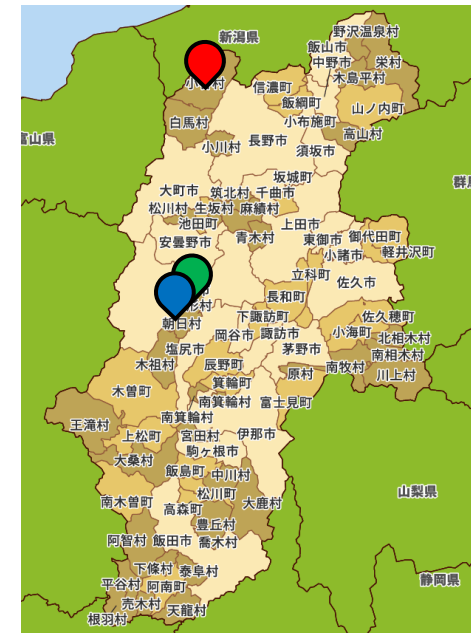 新潟県
野沢温泉村
飯山市
中野市
栄村
木島平村
信濃町
山ノ内町
飯綱町
小布施町
白馬村
高山村
長野市
小川村
須坂市
富山県
坂城町
大町市
筑北村
千曲市
群
松川村
生坂村
麻績村
池田町
上田市
安曇野市
青木村
東御市
御代田町
小諸市
軽井沢町
立科町
佐久市
長和町
朝日村
下諏訪町
佐久穂町
小海町
塩尻市
岡谷市
諏訪市
北相木村
茅野市
南相木村
木祖村
辰野町
原村
南牧村
川上村
木曽町
箕輪町
南箕輪村
富士見町
王滝村
南箕輪村
上松町
宮田村
伊那市
駒ヶ根市
大桑村
飯島町
中川村
山梨県
南木曽町
松川町
大鹿村
高森町
豊丘村
阿智村
飯田市
喬木村
下條村
泰阜村
平谷村
阿南町
静岡県
売木村
天龍村
根羽村